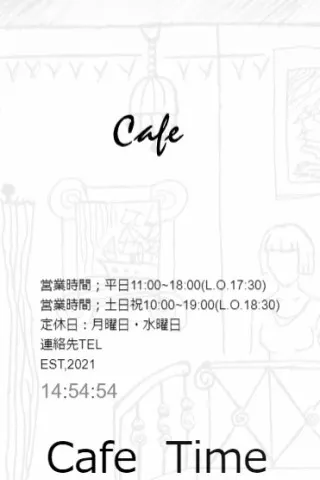 Cafe
営業時間；平日11:00~18:00(L.O.17:30)
営業時間；土日祝10:00~19:00(L.O.18:30)
定休日：月曜日・水曜日
連絡先TEL
EST,2021
14:54:54
Cafe Time